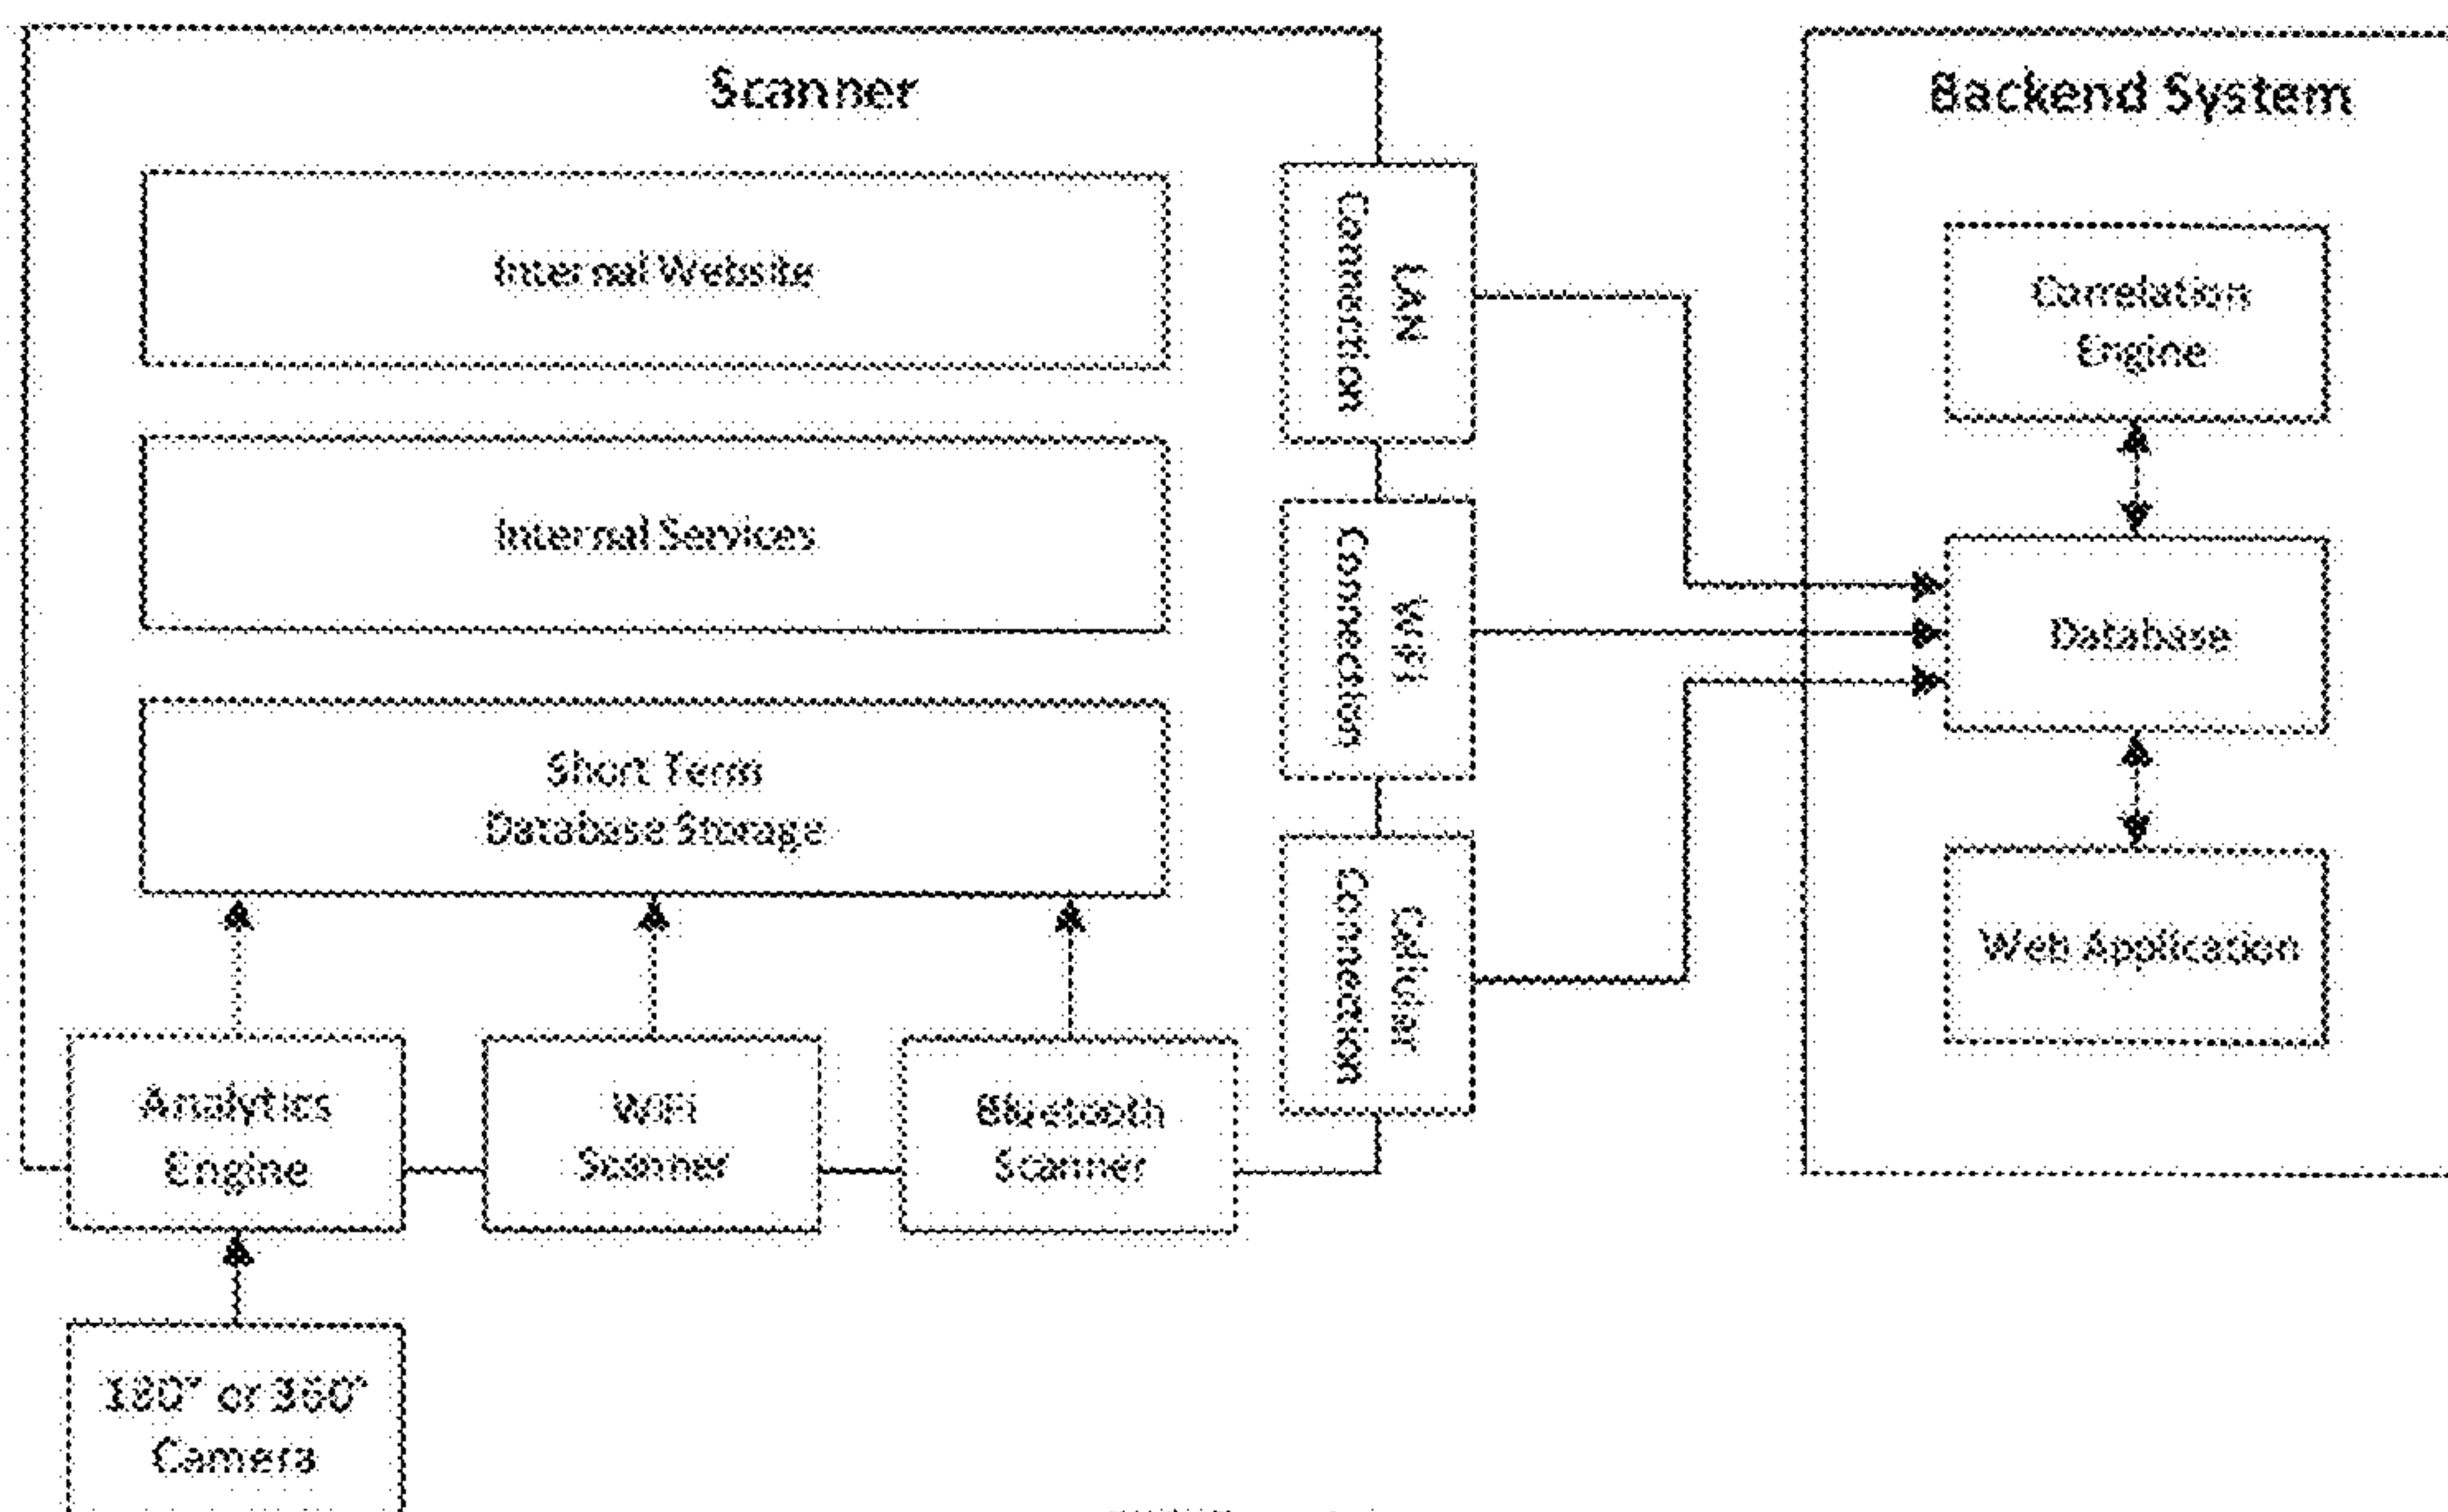 Scanner
Internal Website
Internal Services
Short Term
Database Storage
Analytics
Engine
WiFi
Scanner
Bluetooth
Scanner
180° or 360°
Camera
LAN
Connection
WiFi
Connection
Cellular
Connection
Backend System
Correlation
Engine
Database
Web Application